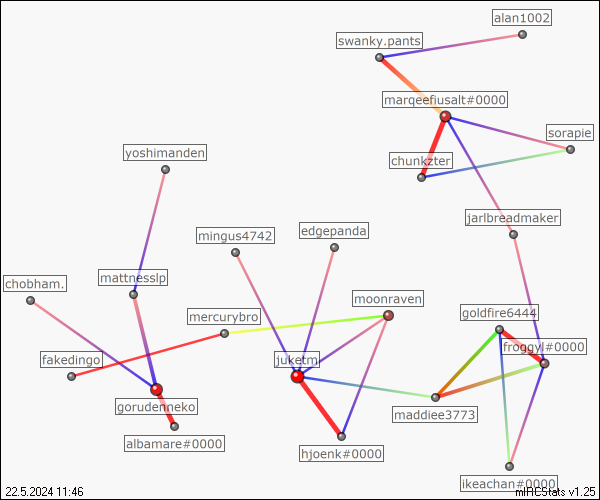 alan1002
swanky.pants
marqeefiusalt#0000
sorapie
yoshimanden
chunkzter
jarlbreadmaker
edgepanda
mingus4742
mattnesslp
chobham.
moonraven
goldfire6444
mercurybro
froggyj#0000
fakedingo
juketm
gorudenneko
maddiee3773
albamare#0000
hjoenk#0000
ikeachan#0000
22.5.2024 11:46
mIRCStats v1.25